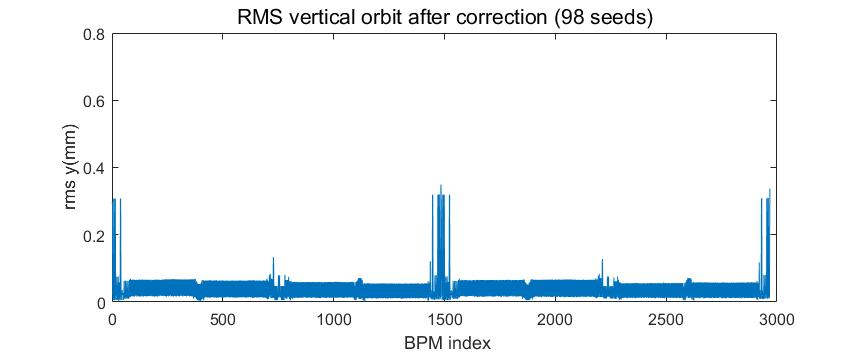 RMS vertical orbit after correction (98 seeds)
0.8
0.6
0.4
0.2
0
rms y(mm)
0 500 1000 1500 2000 2500 3000
BPM index